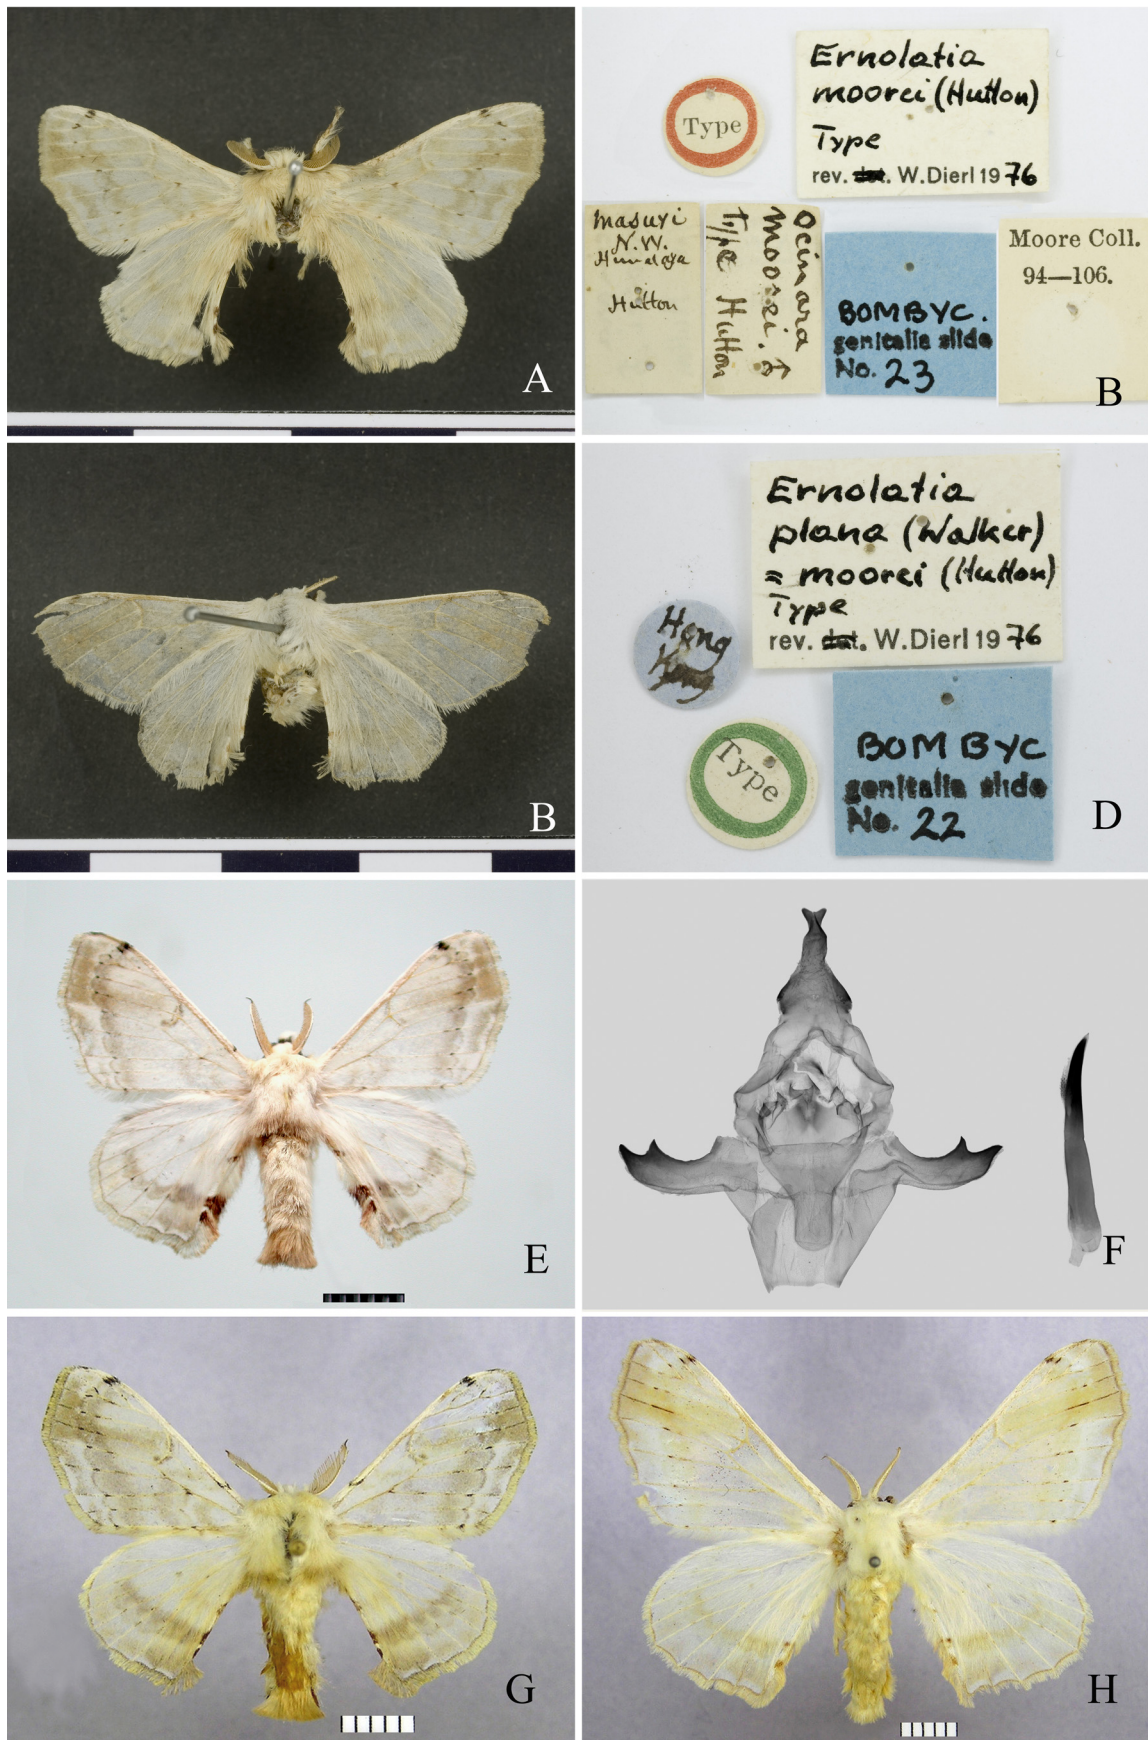 A
Type
Ernolatia
moorei (Hutton)
Type
rev. det. W.Dierl 1976
Masuri
N.W.
Himalaya
Hutton
Ocinara
Moorei. ♂
Type Hutton
BOMBYC.
genitalia slide
No. 23
Moore Coll.
94—106.
B
B
Ernolatia
plana (Walker)
= moorei (Hutton)
Type
rev. det. W.Dierl 1976
Hong
Kong
Type
BOMBYC
genitalia slide
No. 22
D
E
F
G
H